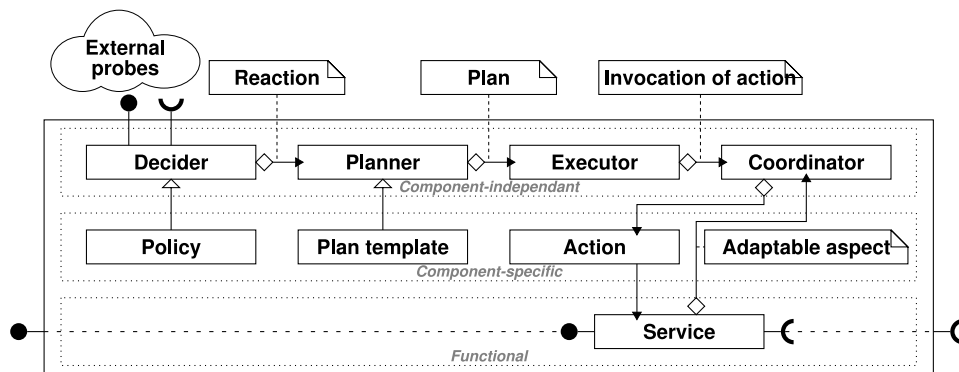 External
probes
Reaction
Plan
Invocation of action
Decider
Planner
Executor
Coordinator
Component-independant
Policy
Plan template
Action
Adaptable aspect
Component-specific
Service
Functional